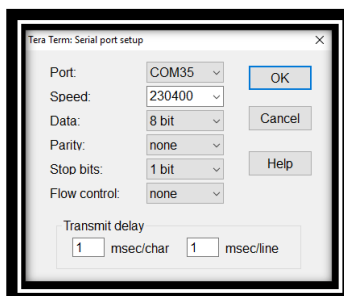 Tera Term: Serial port setup
Port: COM35 OK
Speed: 230400
Data: 8 bit Cancel
Parity: none
Stop bits: 1 bit Help
Flow control: none
Transmit delay
1 msec/char 1 msec/line